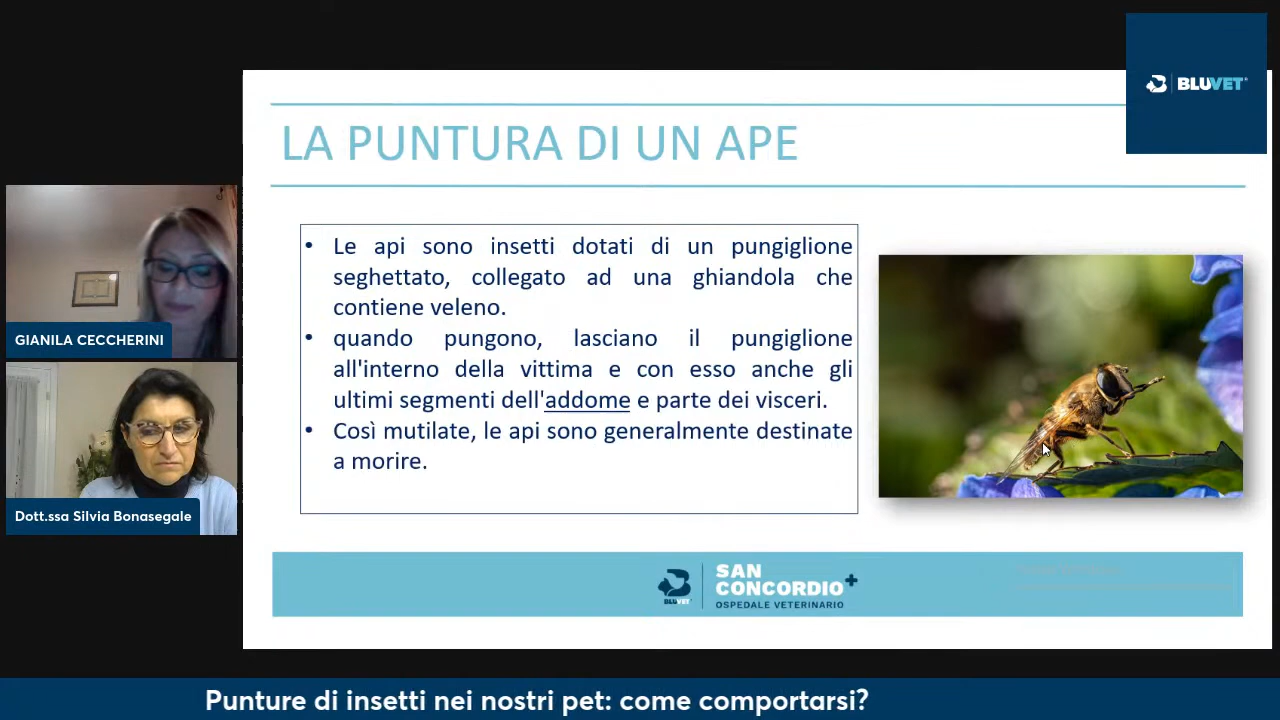 BLUVET
LA PUNTURA DI UN APE
Le api sono insetti dotati di un pungiglione
seghettato, collegato ad una ghiandola che
contiene veleno.
quando pungono, lasciano il pungiglione
all'interno della vittima e con esso anche gli
ultimi segmenti dell'addome e parte dei visceri.
Così mutilate, le api sono generalmente destinate
a morire.
GIANILA CECCHERINI
Dott.ssa Silvia Bonasegale
BLUVET
SAN
CONCORDIO+
OSPEDALE VETERINARIO
Punture di insetti nei nostri pet: come comportarsi?